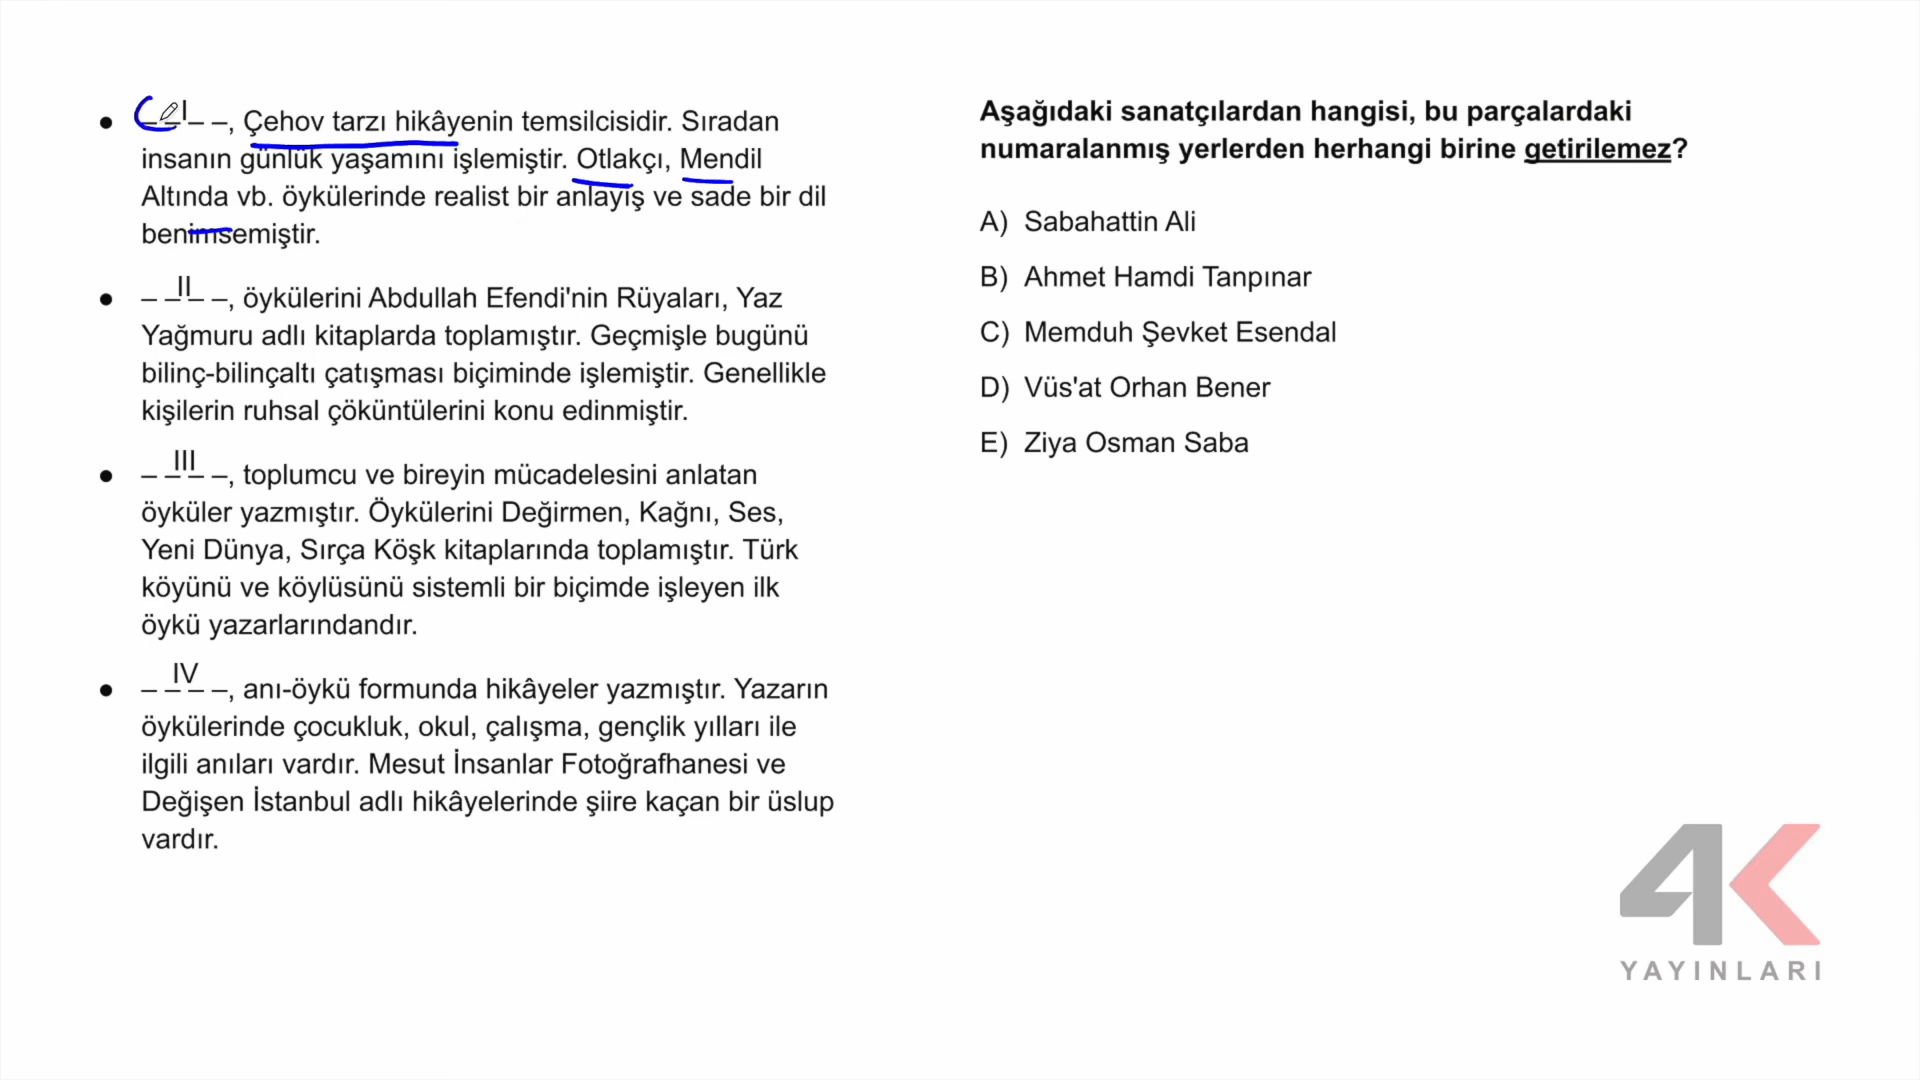 ● – – – –, Çehov tarzı hikâyenin temsilcisidir. Sıradan
I
insanın günlük yaşamını işlemiştir. Otlakçı, Mendil
Altında vb. öykülerinde realist bir anlayış ve sade bir dil
benimsemiştir.
II
● – – – –, öykülerini Abdullah Efendi'nin Rüyaları, Yaz
Yağmuru adlı kitaplarda toplamıştır. Geçmişle bugünü
bilinç-bilinçaltı çatışması biçiminde işlemiştir. Genellikle
kişilerin ruhsal çöküntülerini konu edinmiştir.
III
● – – – –, toplumcu ve bireyin mücadelesini anlatan
öyküler yazmıştır. Öykülerini Değirmen, Kağnı, Ses,
Yeni Dünya, Sırça Köşk kitaplarında toplamıştır. Türk
köyünü ve köylüsünü sistemli bir biçimde işleyen ilk
öykü yazarlarındandır.
IV
● – – – –, anı-öykü formunda hikâyeler yazmıştır. Yazarın
öykülerinde çocukluk, okul, çalışma, gençlik yılları ile
ilgili anıları vardır. Mesut İnsanlar Fotoğrafhanesi ve
Değişen İstanbul adlı hikâyelerinde şiire kaçan bir üslup
vardır.
Aşağıdaki sanatçılardan hangisi, bu parçalardaki
numaralanmış yerlerden herhangi birine getirilemez?
A) Sabahattin Ali
B) Ahmet Hamdi Tanpınar
C) Memduh Şevket Esendal
D) Vüs'at Orhan Bener
E) Ziya Osman Saba
4K
YAYINLARI